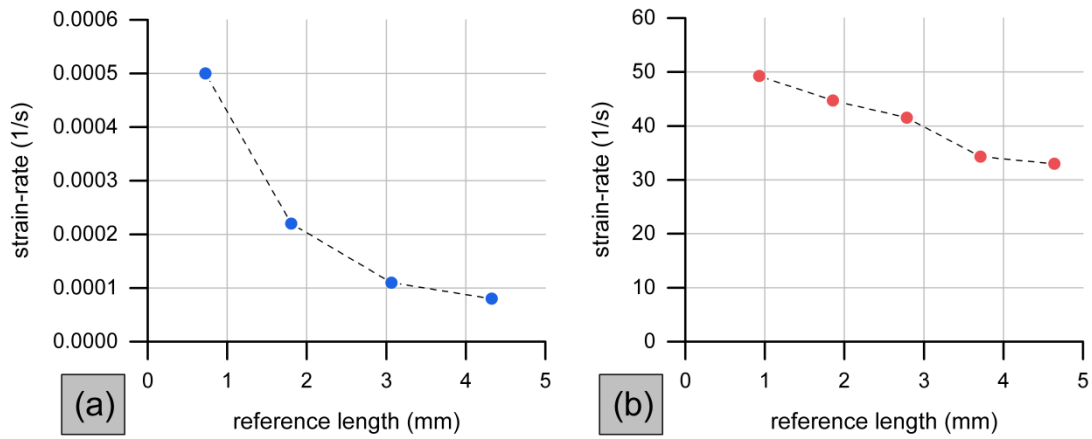 0.0006
0.0005
0.0004
0.0003
0.0002
0.0001
0.0000
strain-rate (1/s)
0 1 2 3 4 5
reference length (mm)
(a)
60
50
40
30
20
10
0
strain-rate (1/s)
0 1 2 3 4 5
reference length (mm)
(b)